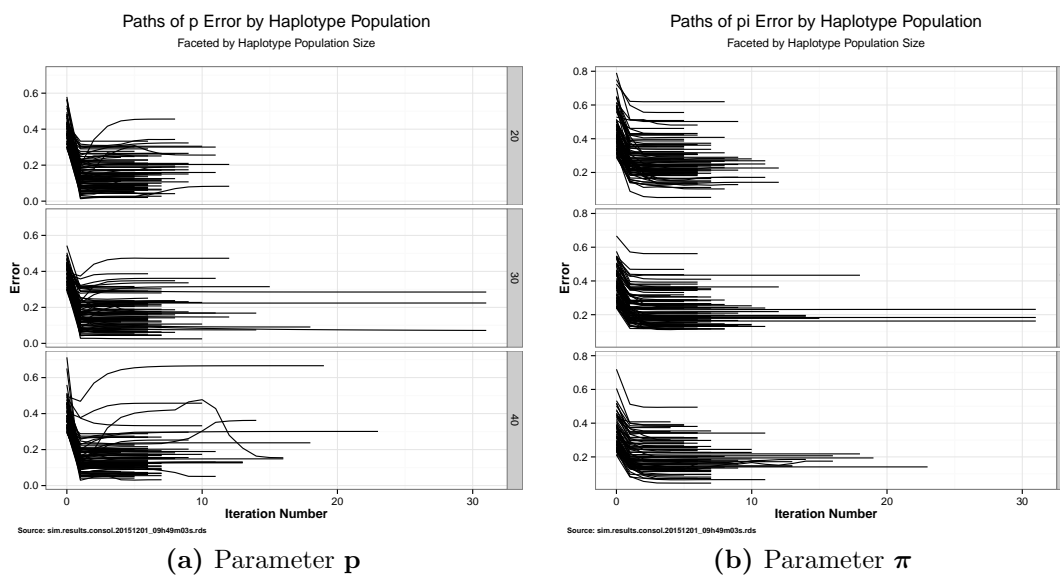 Paths of p Error by Haplotype Population
Faceted by Haplotype Population Size
Error
0.6
0.4
0.2
0.0
20
0.6
0.4
0.2
0.0
30
0.6
0.4
0.2
0.0
40
0 10 20 30
Iteration Number
Source: sim.results.consol.20151201_09h49m03s.rds
(a) Parameter p
Paths of pi Error by Haplotype Population
Faceted by Haplotype Population Size
Error
0.8
0.6
0.4
0.2
0.8
0.6
0.4
0.2
0.8
0.6
0.4
0.2
0 10 20 30
Iteration Number
Source: sim.results.consol.20151201_09h49m03s.rds
(b) Parameter π